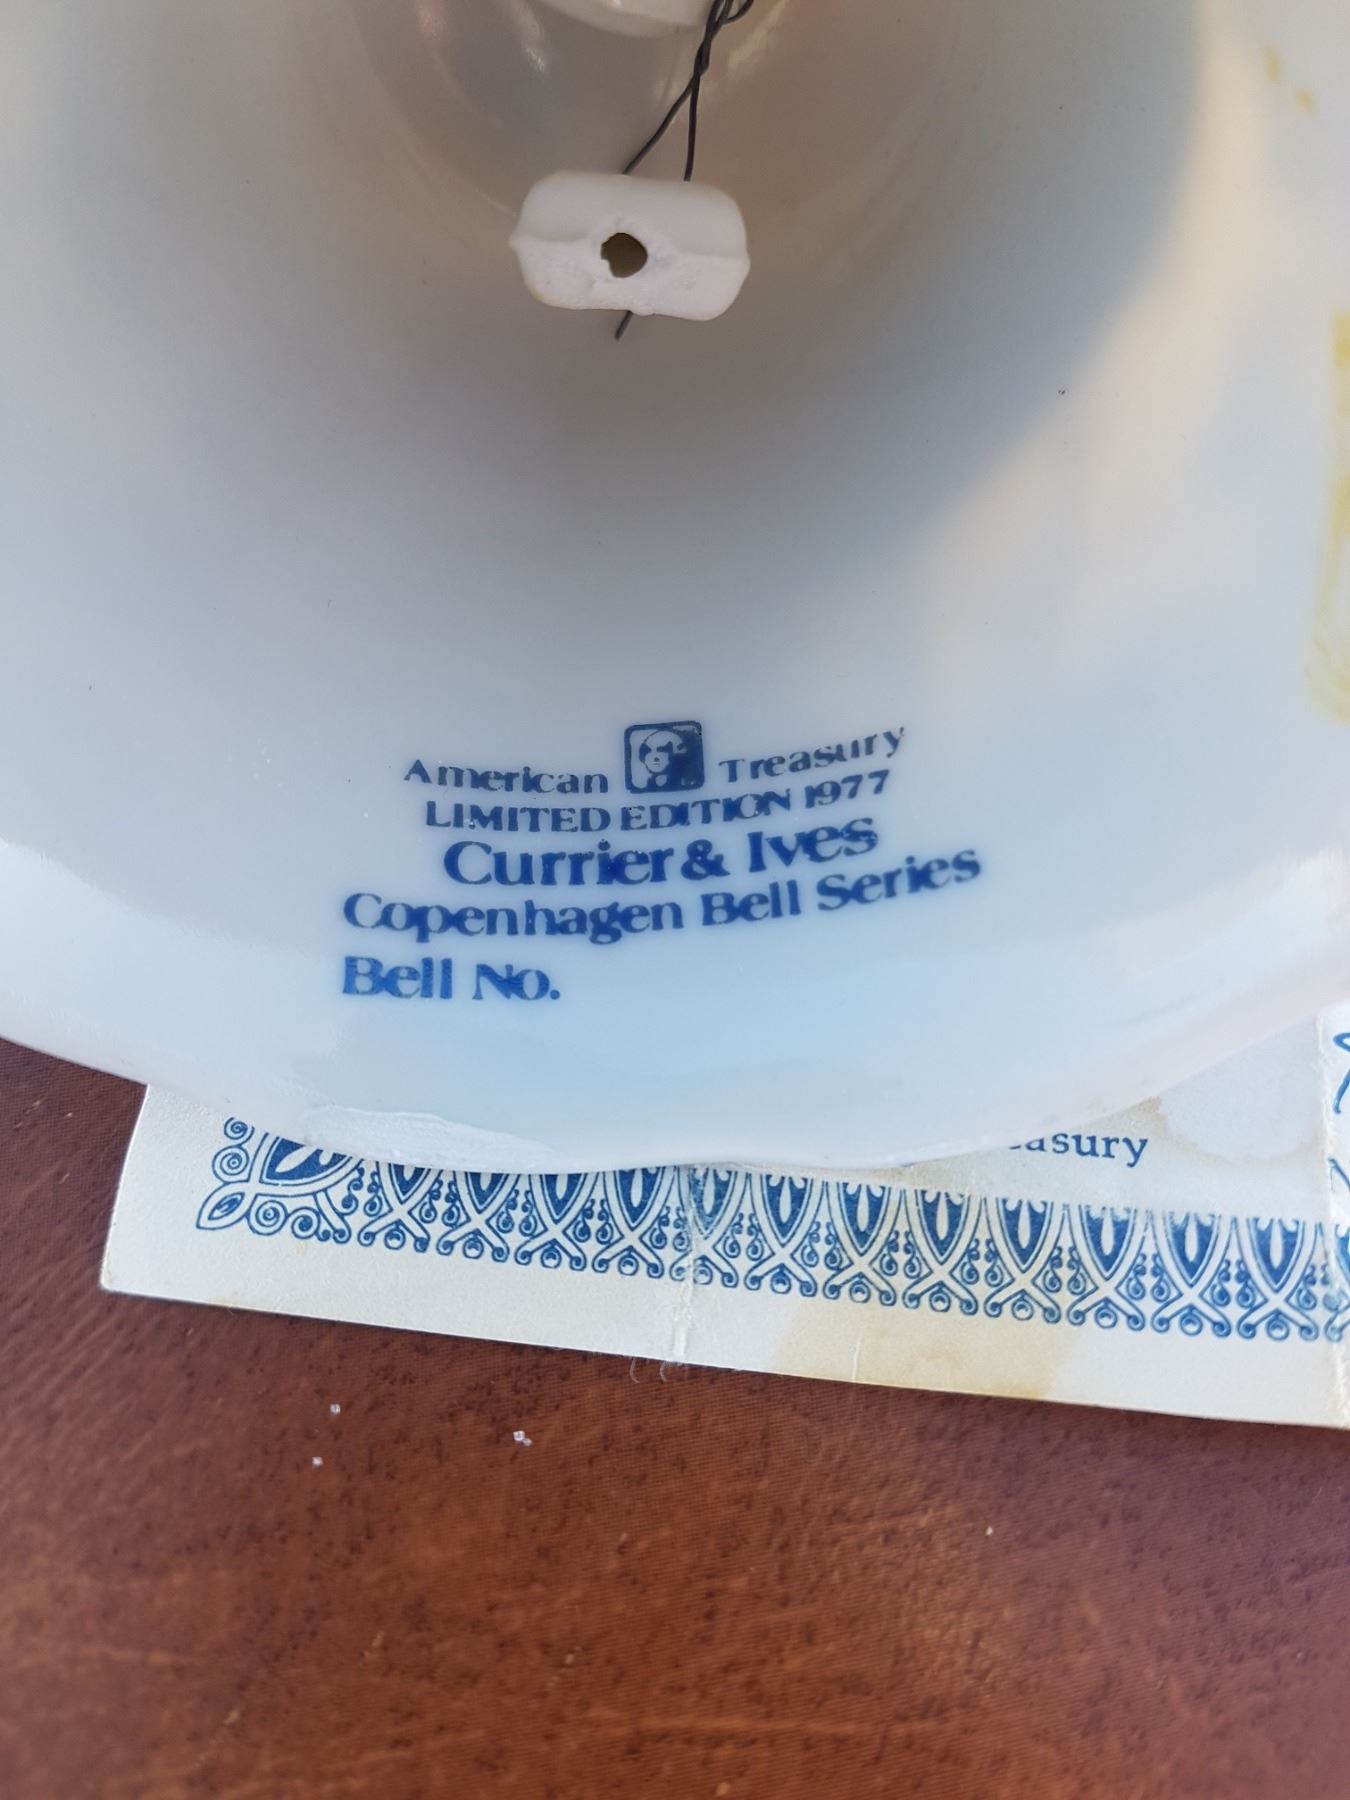 American Treasury
LIMITED EDITION 1977
Currier & Ives
Copenhagen Bell Series
Bell No.
easury